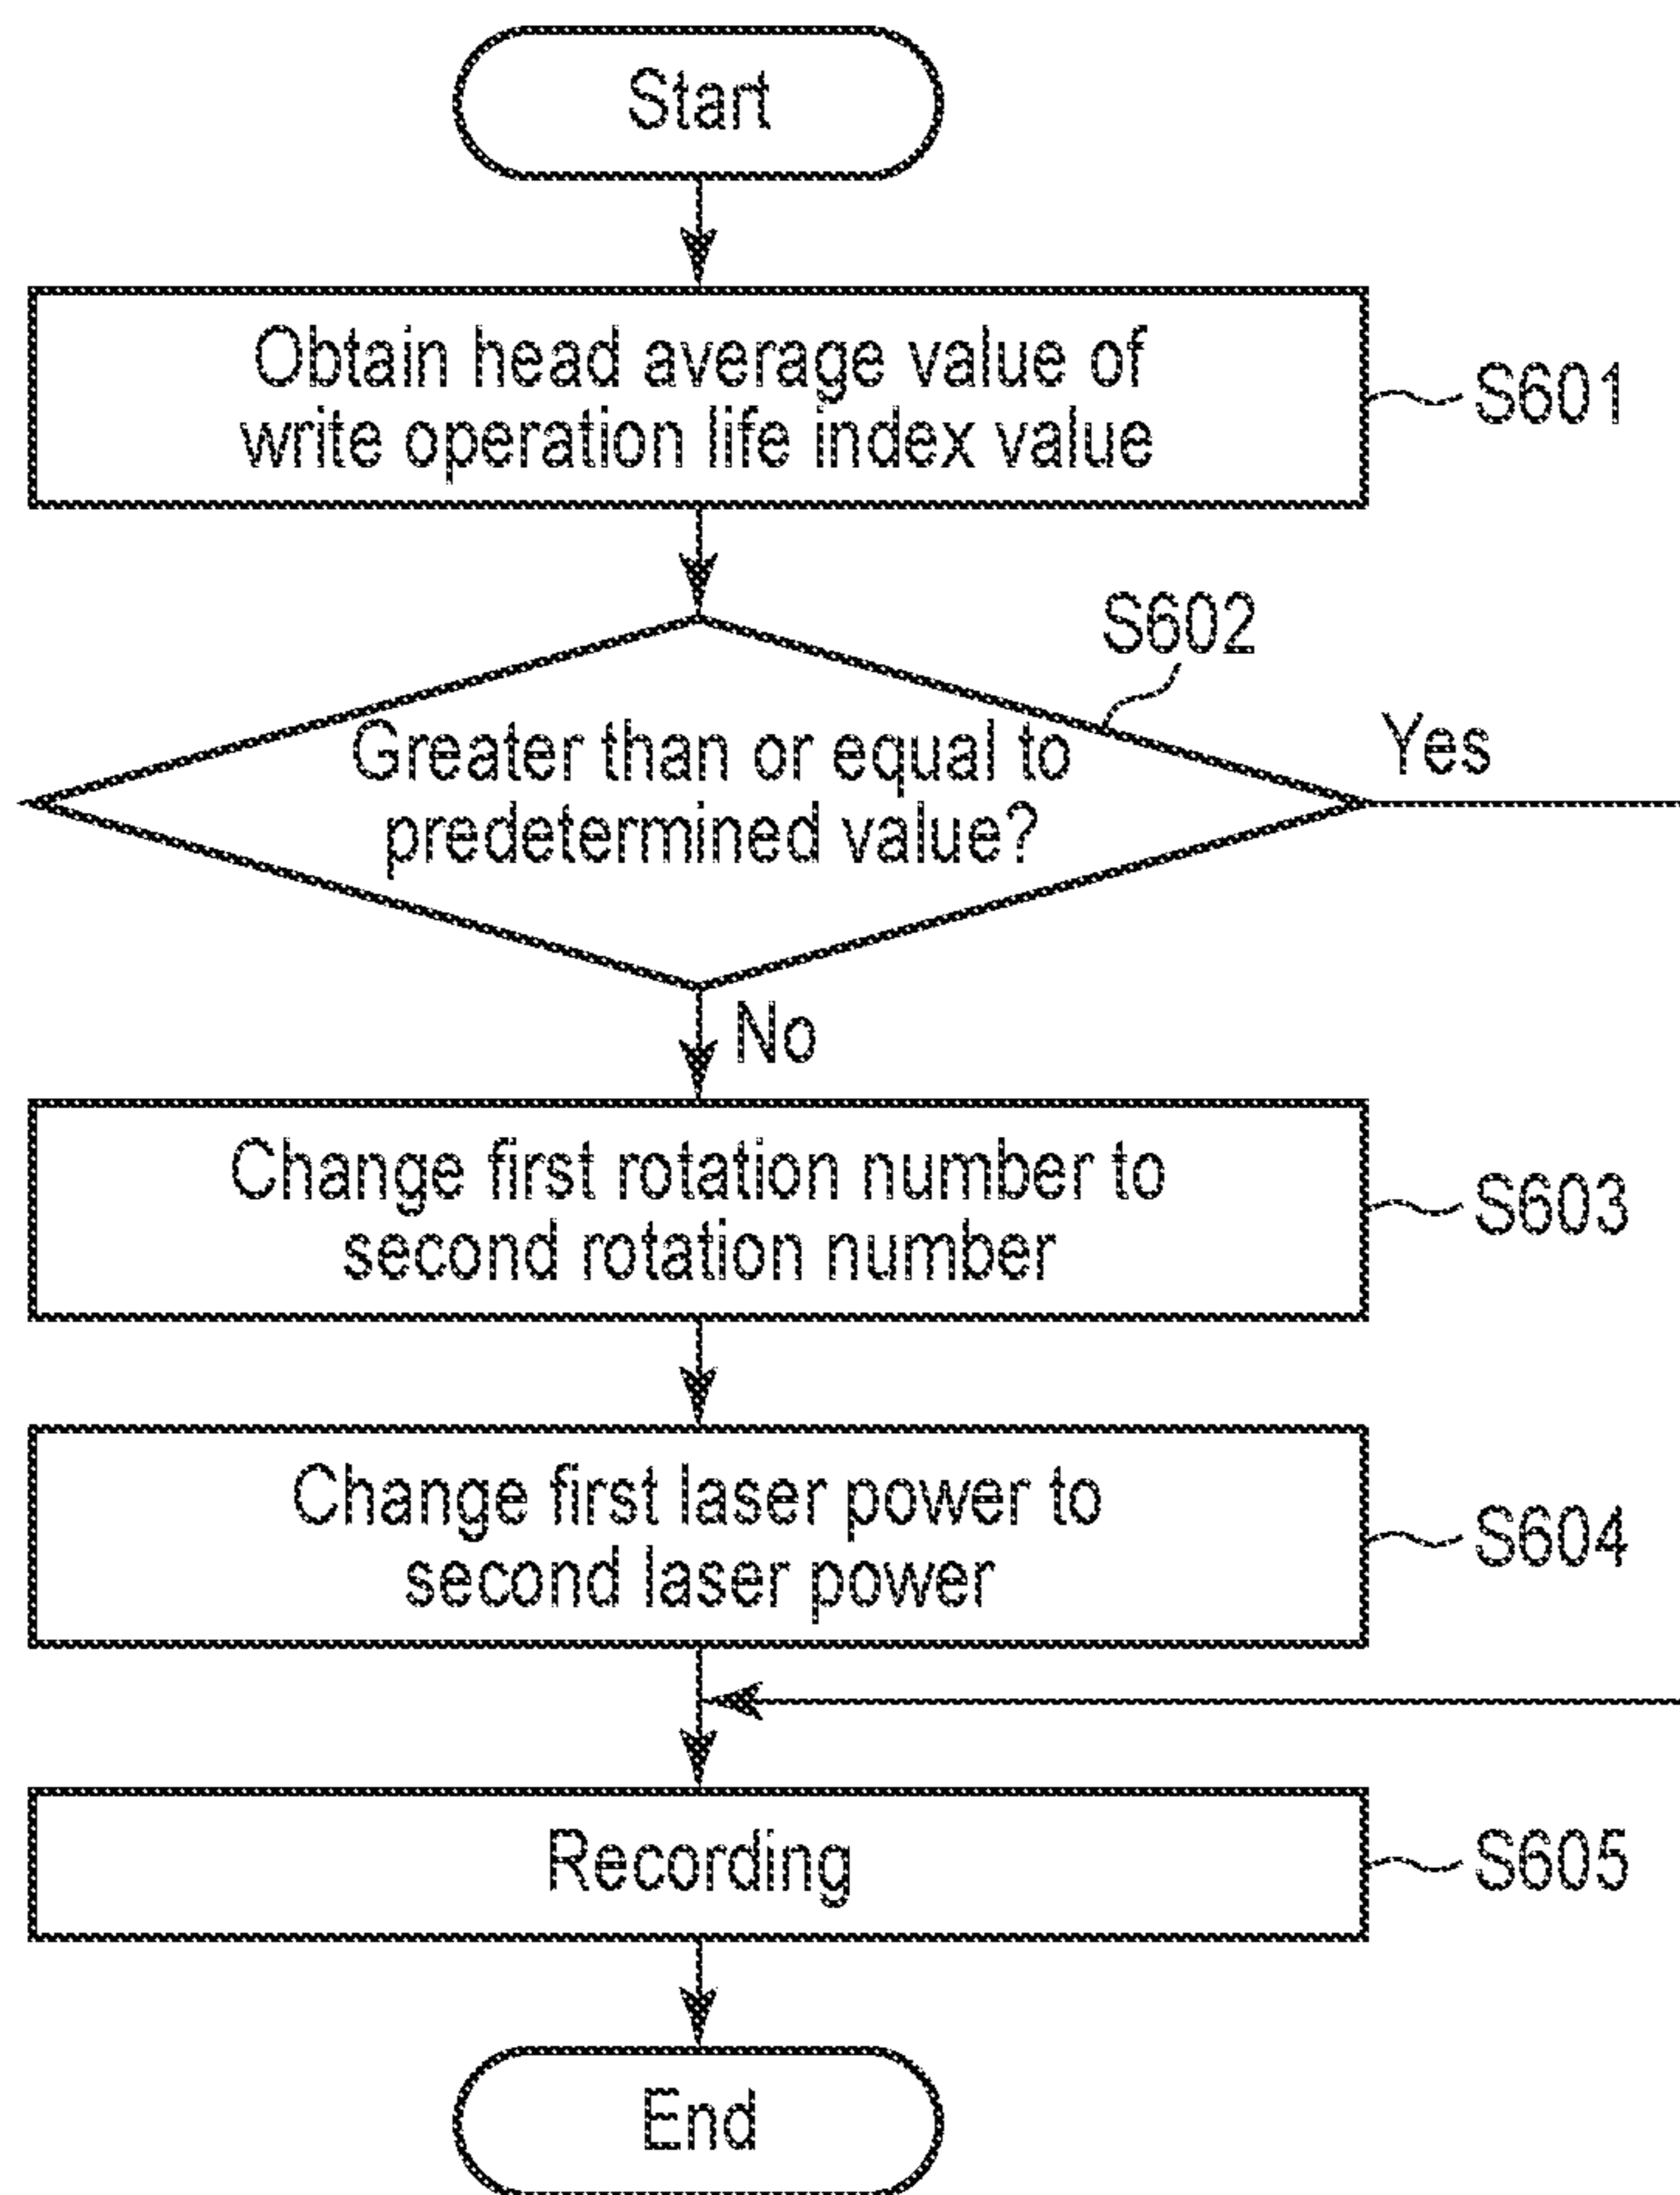 Start
Obtain head average value of
write operation life index value
S601
S602
Greater than or equal to
predetermined value?
Yes
No
Change first rotation number to
second rotation number
S603
Change first laser power to
second laser power
S604
Recording
S605
End